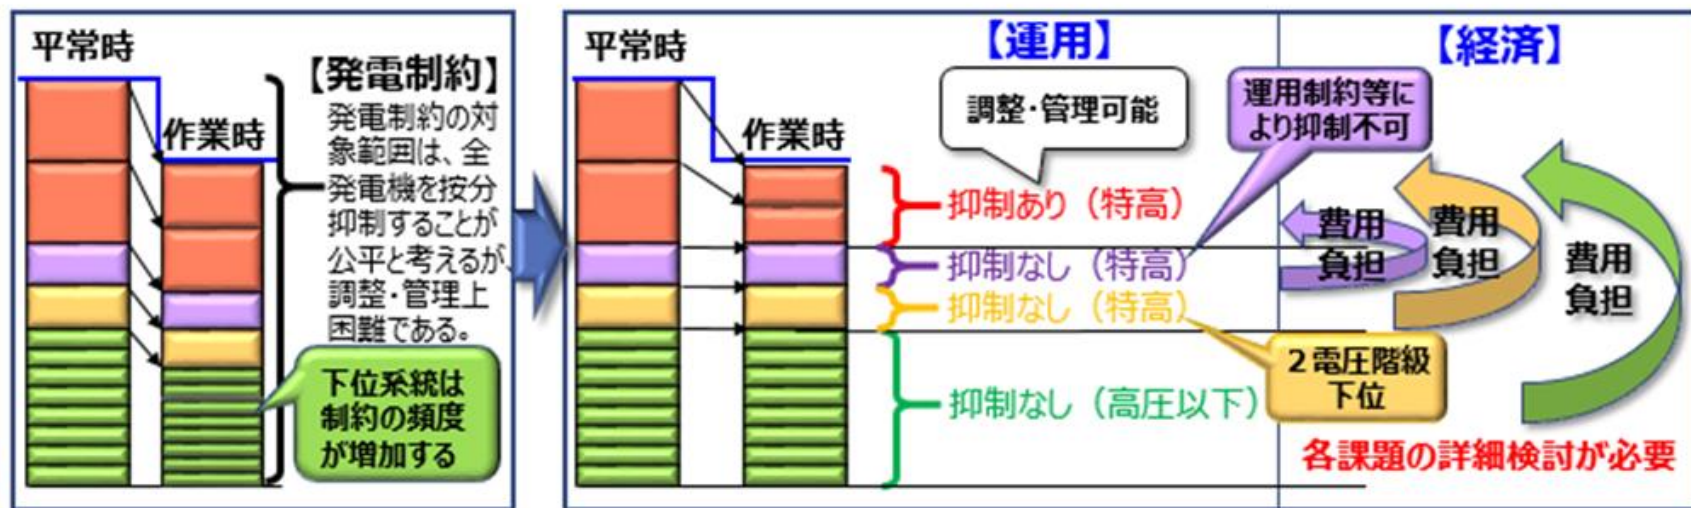 平常時
作業時
【発電制約】
発電制約の対
象範囲は、全
発電機を按分
抑制することが
公平と考えるが、
調整・管理上
困難である。
下位系統は
制約の頻度
が増加する
平常時
作業時
【運用】
調整・管理可能
運用制約等に
より抑制不可
抑制あり（特高）
抑制なし（特高）
抑制なし（特高）
２電圧階級
下位
抑制なし（高圧以下）
【経済】
費用
負担
費用
負担
費用
負担
各課題の詳細検討が必要